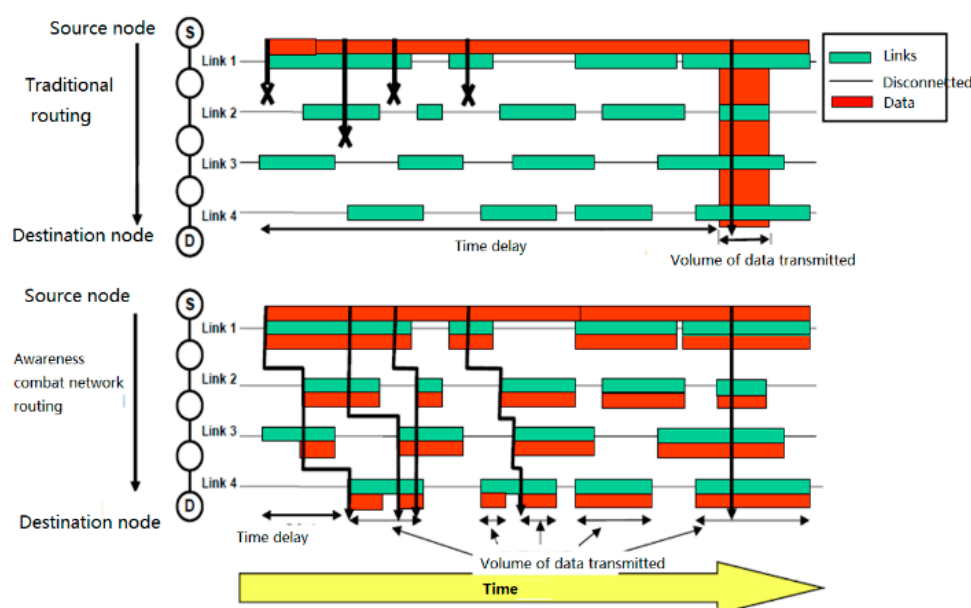 Source node
S
Traditional
routing
Link 1
Link 2
Link 3
Link 4
Destination node
D
Time delay
Volume of data transmitted
Links
Disconnected
Data
Source node
S
Awareness
combat network
routing
Link 1
Link 2
Link 3
Link 4
Destination node
D
Time delay
Volume of data transmitted
Time